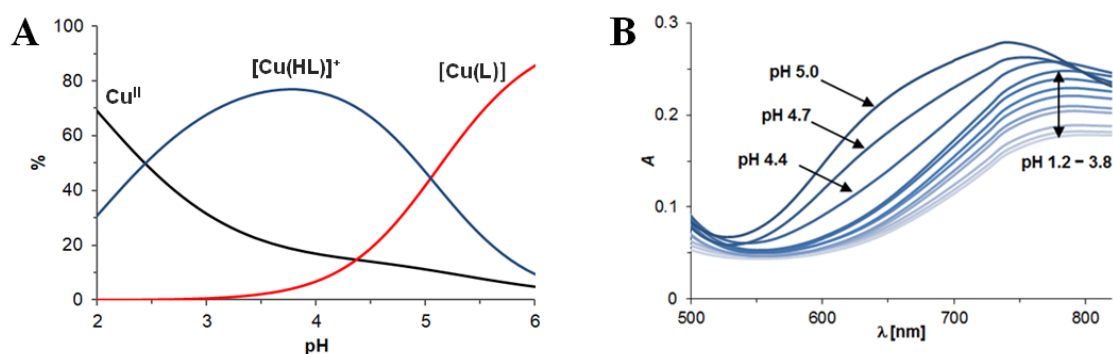 A
100
80
60
40
20
0
%
Cu^II
[Cu(HL)]⁺
[Cu(L)]
2
3
4
5
6
pH
B
0.3
0.2
0.1
0
A
pH 5.0
pH 4.7
pH 4.4
pH 1.2 – 3.8
500
600
700
800
λ [nm]